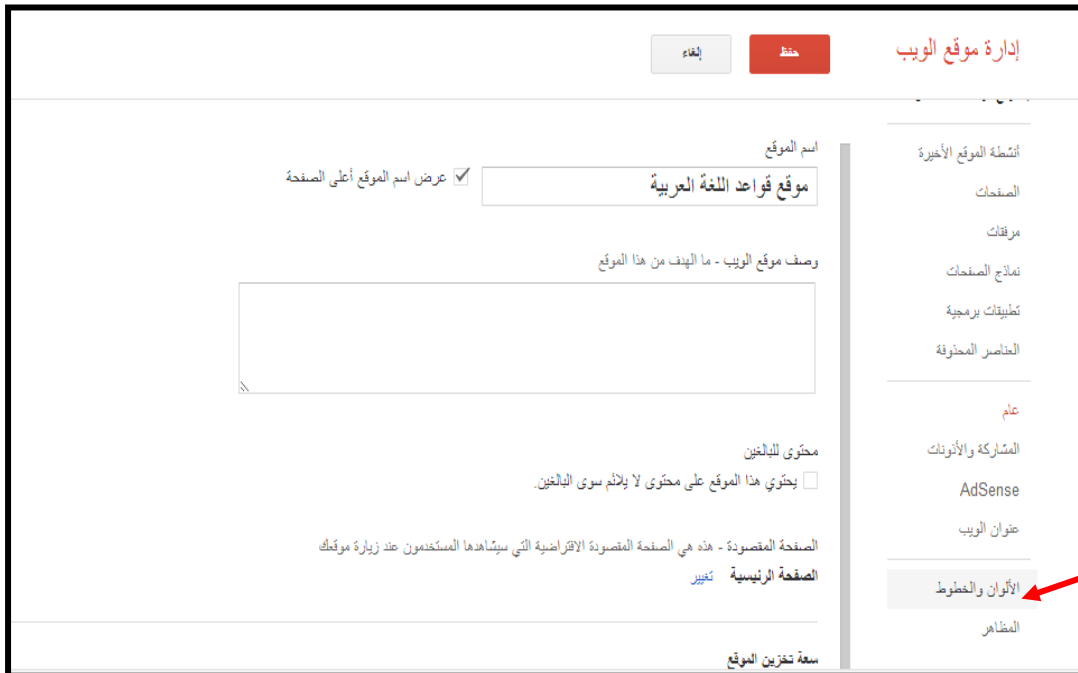 إدارة موقع الويب
حفظ
إلغاء
أنشطة الموقع الأخيرة
الصفحات
مرفقات
نماذج الصفحات
تطبيقات برمجية
العناصر المحذوفة
عام
المشاركة والأذونات
AdSense
عنوان الويب
الألوان والخطوط
المظاهر
اسم الموقع
موقع قواعد اللغة العربية
عرض اسم الموقع أعلى الصفحة
وصف موقع الويب - ما الهدف من هذا الموقع
محتوى للبالغين
يحتوي هذا الموقع على محتوى لا يلائم سوى البالغين.
الصفحة المقصودة - هذه هي الصفحة المقصودة الافتراضية التي سيشاهدها المستخدمون عند زيارة موقعك
الصفحة الرئيسية تغيير
سعة تخزين الموقع